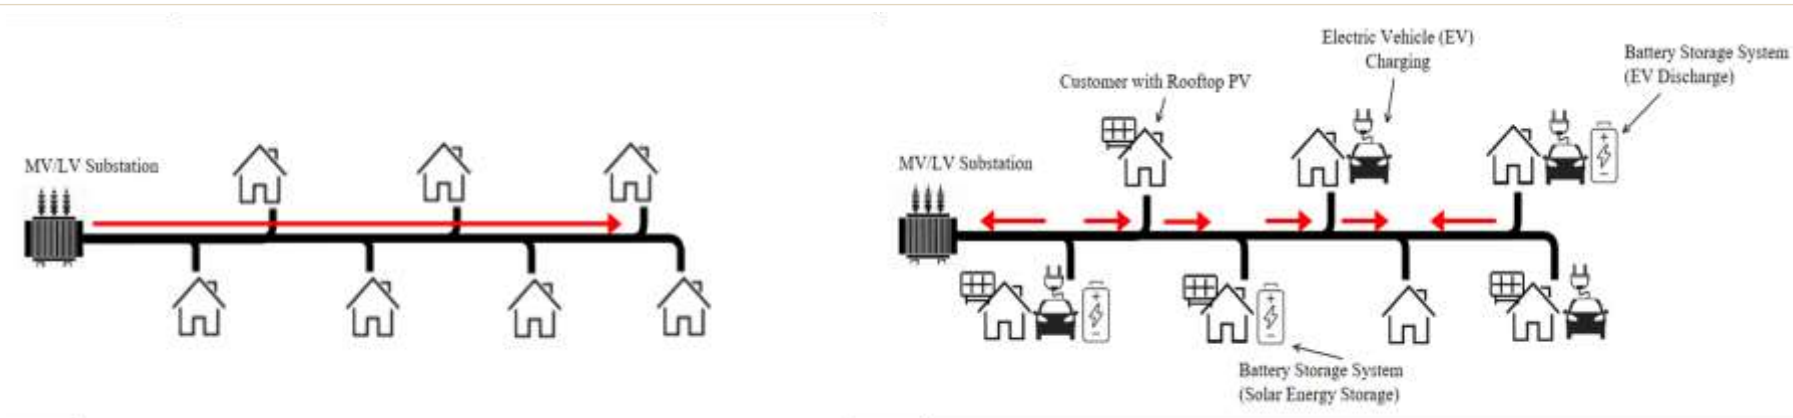 MV/LV Substation
MV/LV Substation
Customer with Rooftop PV
Electric Vehicle (EV)
Charging
Battery Storage System
(EV Discharge)
Battery Storage System
(Solar Energy Storage)